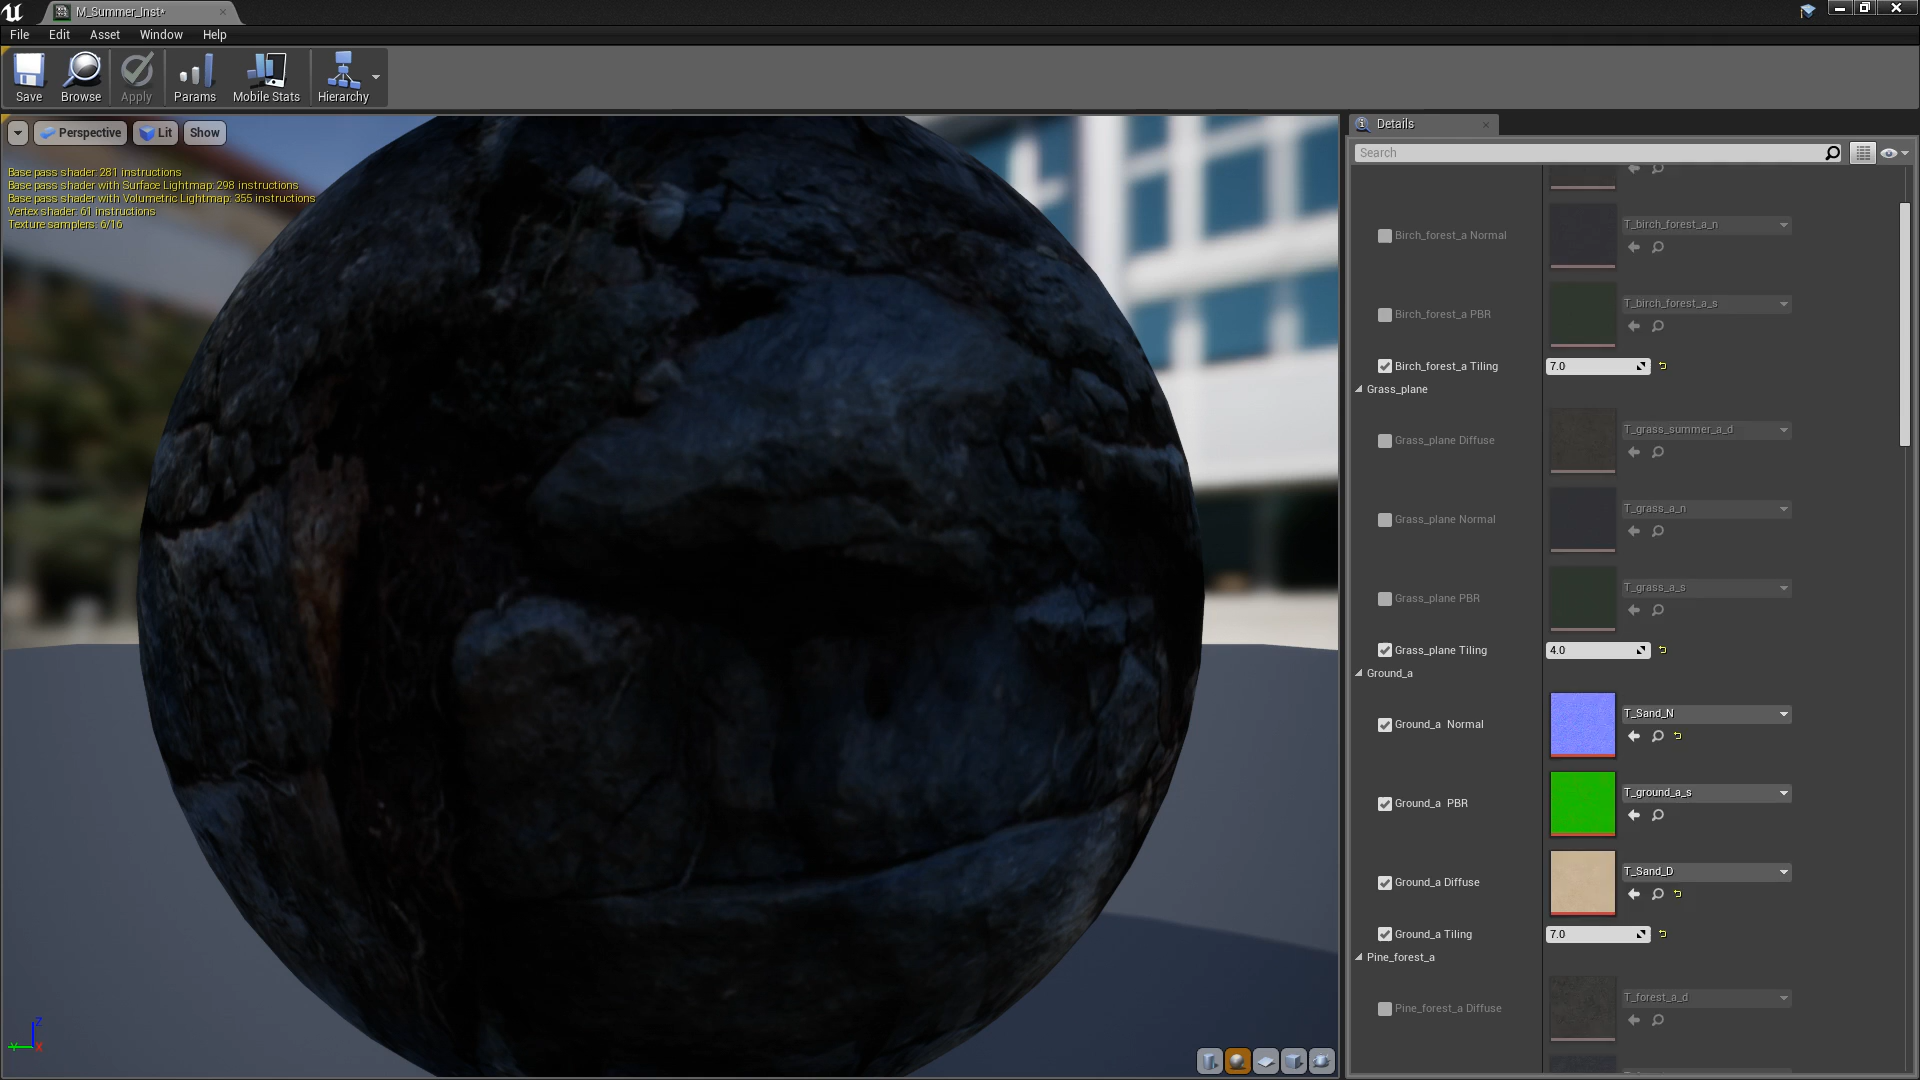 M_Summer_Inst*
File Edit Asset Window Help
Save Browse Apply Params Mobile Stats Hierarchy
Perspective Lit Show
Base pass shader: 281 instructions
Base pass shader with Surface Lightmap: 298 instructions
Base pass shader with Volumetric Lightmap: 355 instructions
Vertex shader: 61 instructions
Texture samplers: 6/16
Z
Y
X
Details
Search
Birch_forest_a Normal T_birch_forest_a_n
Birch_forest_a PBR T_birch_forest_a_s
Birch_forest_a Tiling 7.0
Grass_plane
Grass_plane Diffuse T_grass_summer_a_d
Grass_plane Normal T_grass_a_n
Grass_plane PBR T_grass_a_s
Grass_plane Tiling 4.0
Ground_a
Ground_a Normal T_Sand_N
Ground_a PBR T_ground_a_s
Ground_a Diffuse T_Sand_D
Ground_a Tiling 7.0
Pine_forest_a
Pine_forest_a Diffuse T_forest_a_d